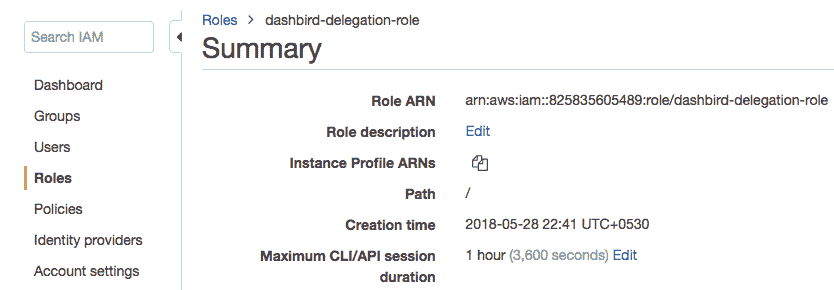 Search IAM
Dashboard
Groups
Users
Roles
Policies
Identity providers
Account settings
Roles > dashbird-delegation-role
Summary
Role ARN arn:aws:iam::825835605489:role/dashbird-delegation-role
Role description Edit
Instance Profile ARNs
Path /
Creation time 2018-05-28 22:41 UTC+0530
Maximum CLI/API session 1 hour (3,600 seconds) Edit
duration